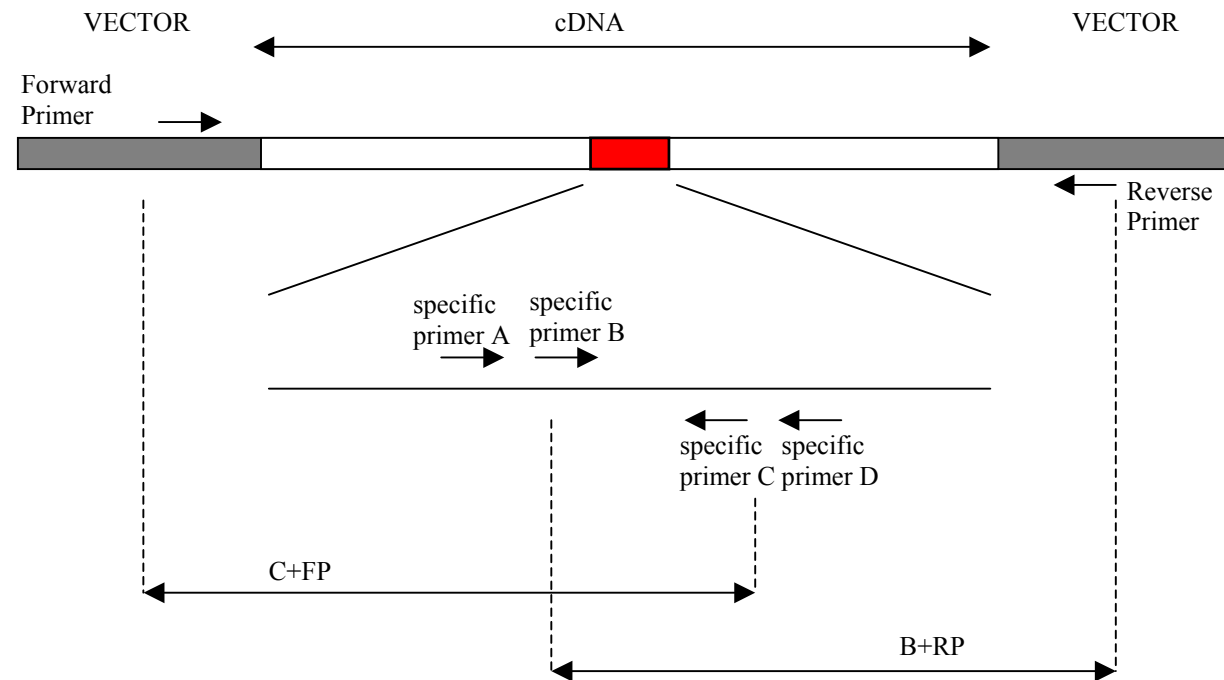 VECTOR
cDNA
VECTOR
Forward
Primer
Reverse
Primer
specific
primer A
specific
primer B
specific
primer C
specific
primer D
C+FP
B+RP